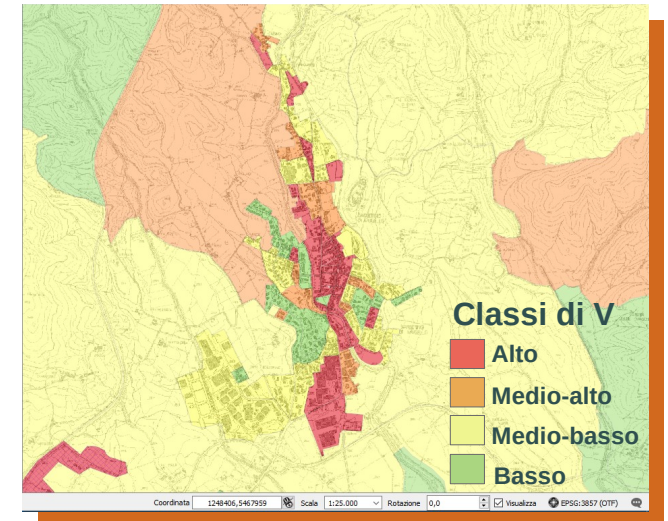 Classi di V
Alto
Medio-alto
Medio-basso
Basso
Coordinata 1248406,5467959 Scala 1:25.000 Rotazione 0,0 Visualizza EPSG:3857 (OTF)